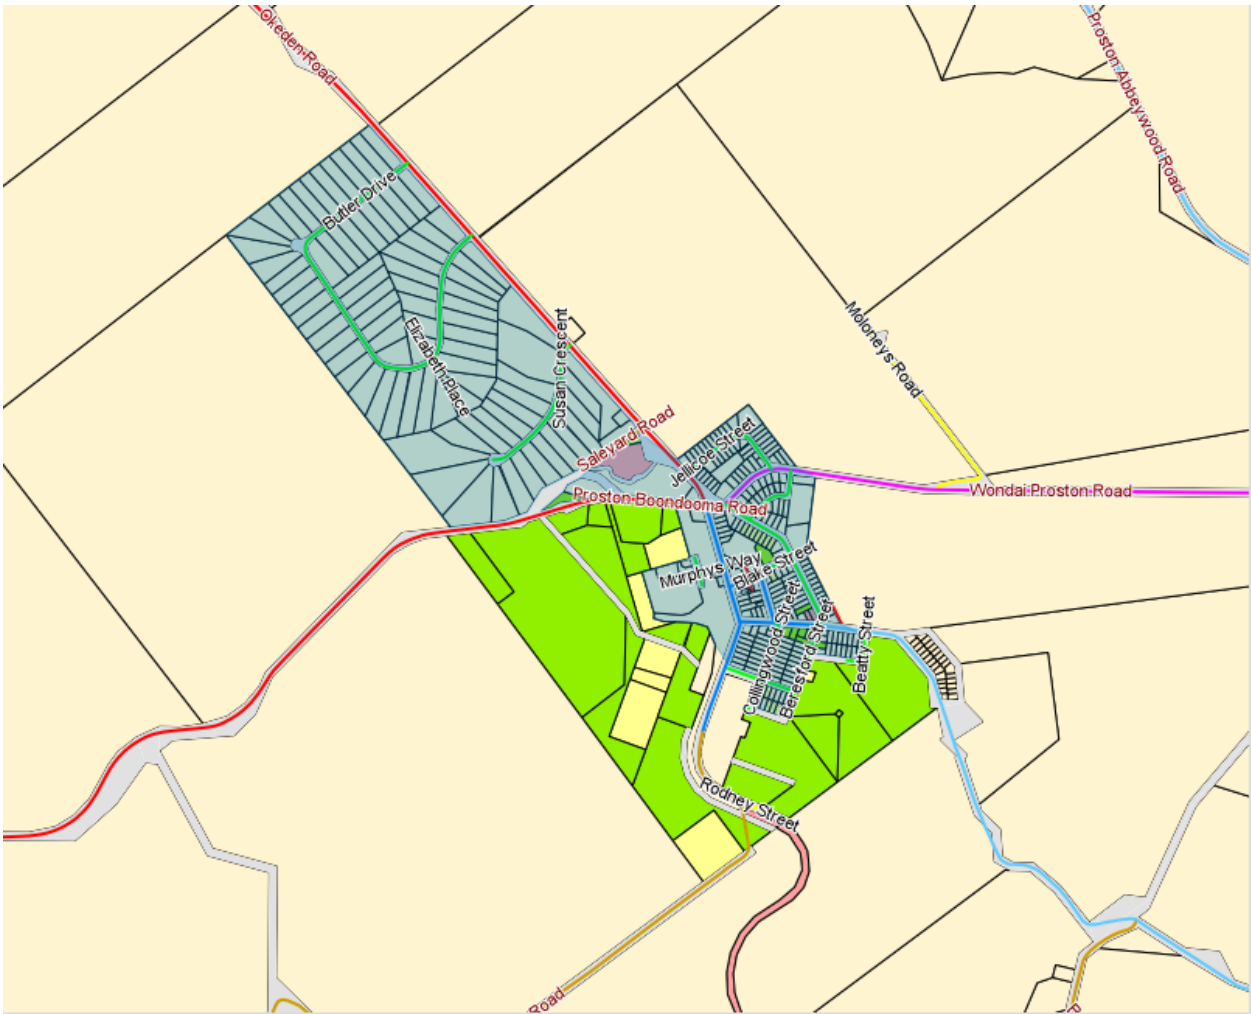 Okeden Road
Proston Abbeywood Road
Butler Drive
Elizabeth Place
Susan Crescent
Moloneys Road
Saleyard Road
Jellicoe Street
Proston Boondooma Road
Wondai Proston Road
Murphys Way
Blake Street
Collingwood Street
Beresford Street
Beatty Street
Rodney Street
Road